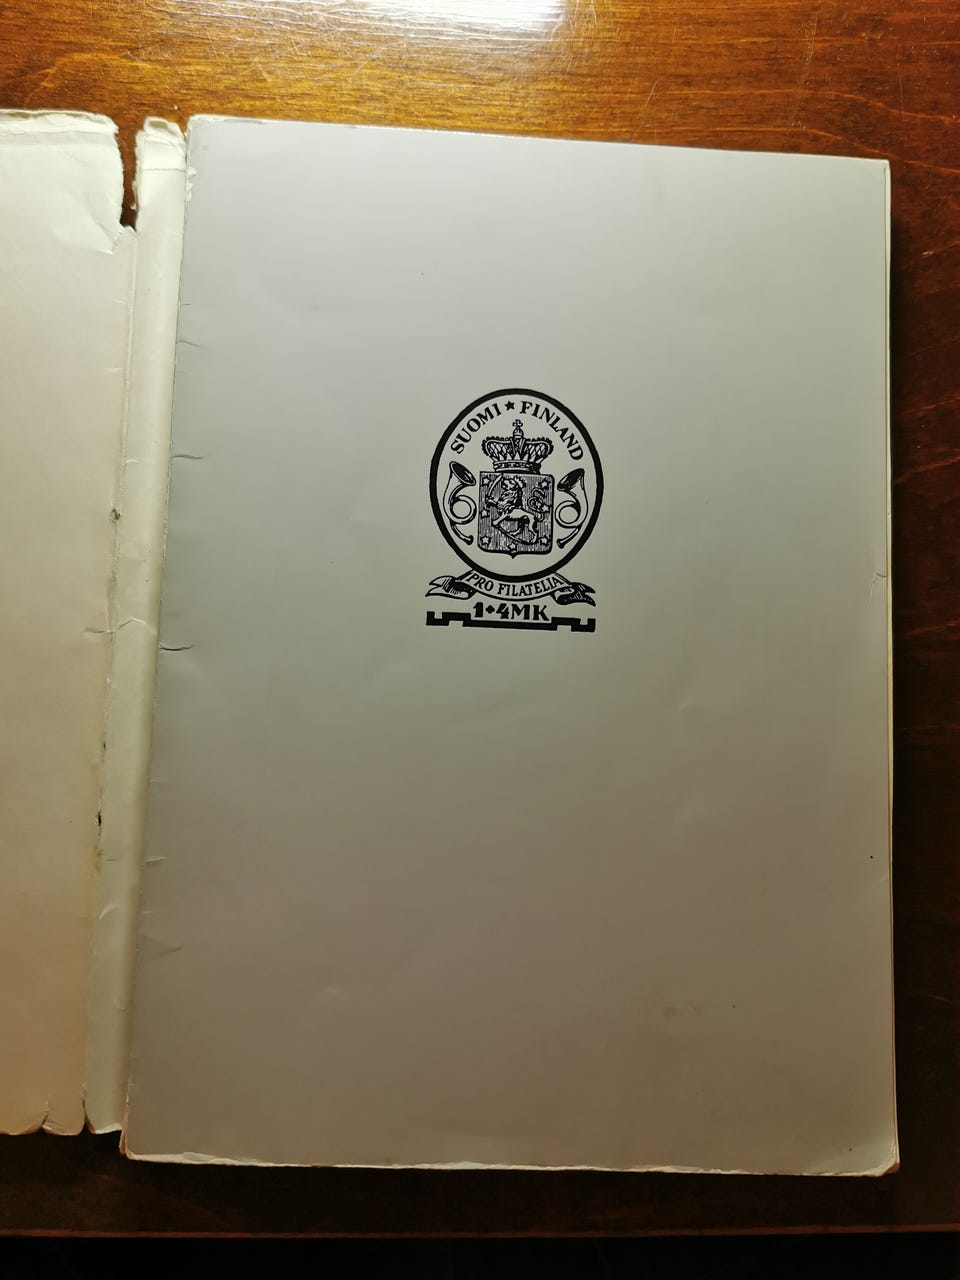 SUOMI ★ FINLAND
PRO FILATELIA
1+4MK